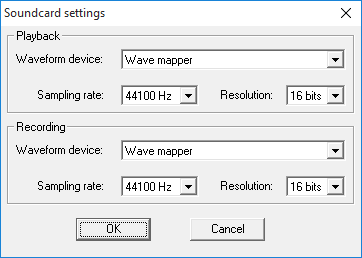 Soundcard settings
Playback
Waveform device: Wave mapper
Sampling rate: 44100 Hz Resolution: 16 bits
Recording
Waveform device: Wave mapper
Sampling rate: 44100 Hz Resolution: 16 bits
OK Cancel